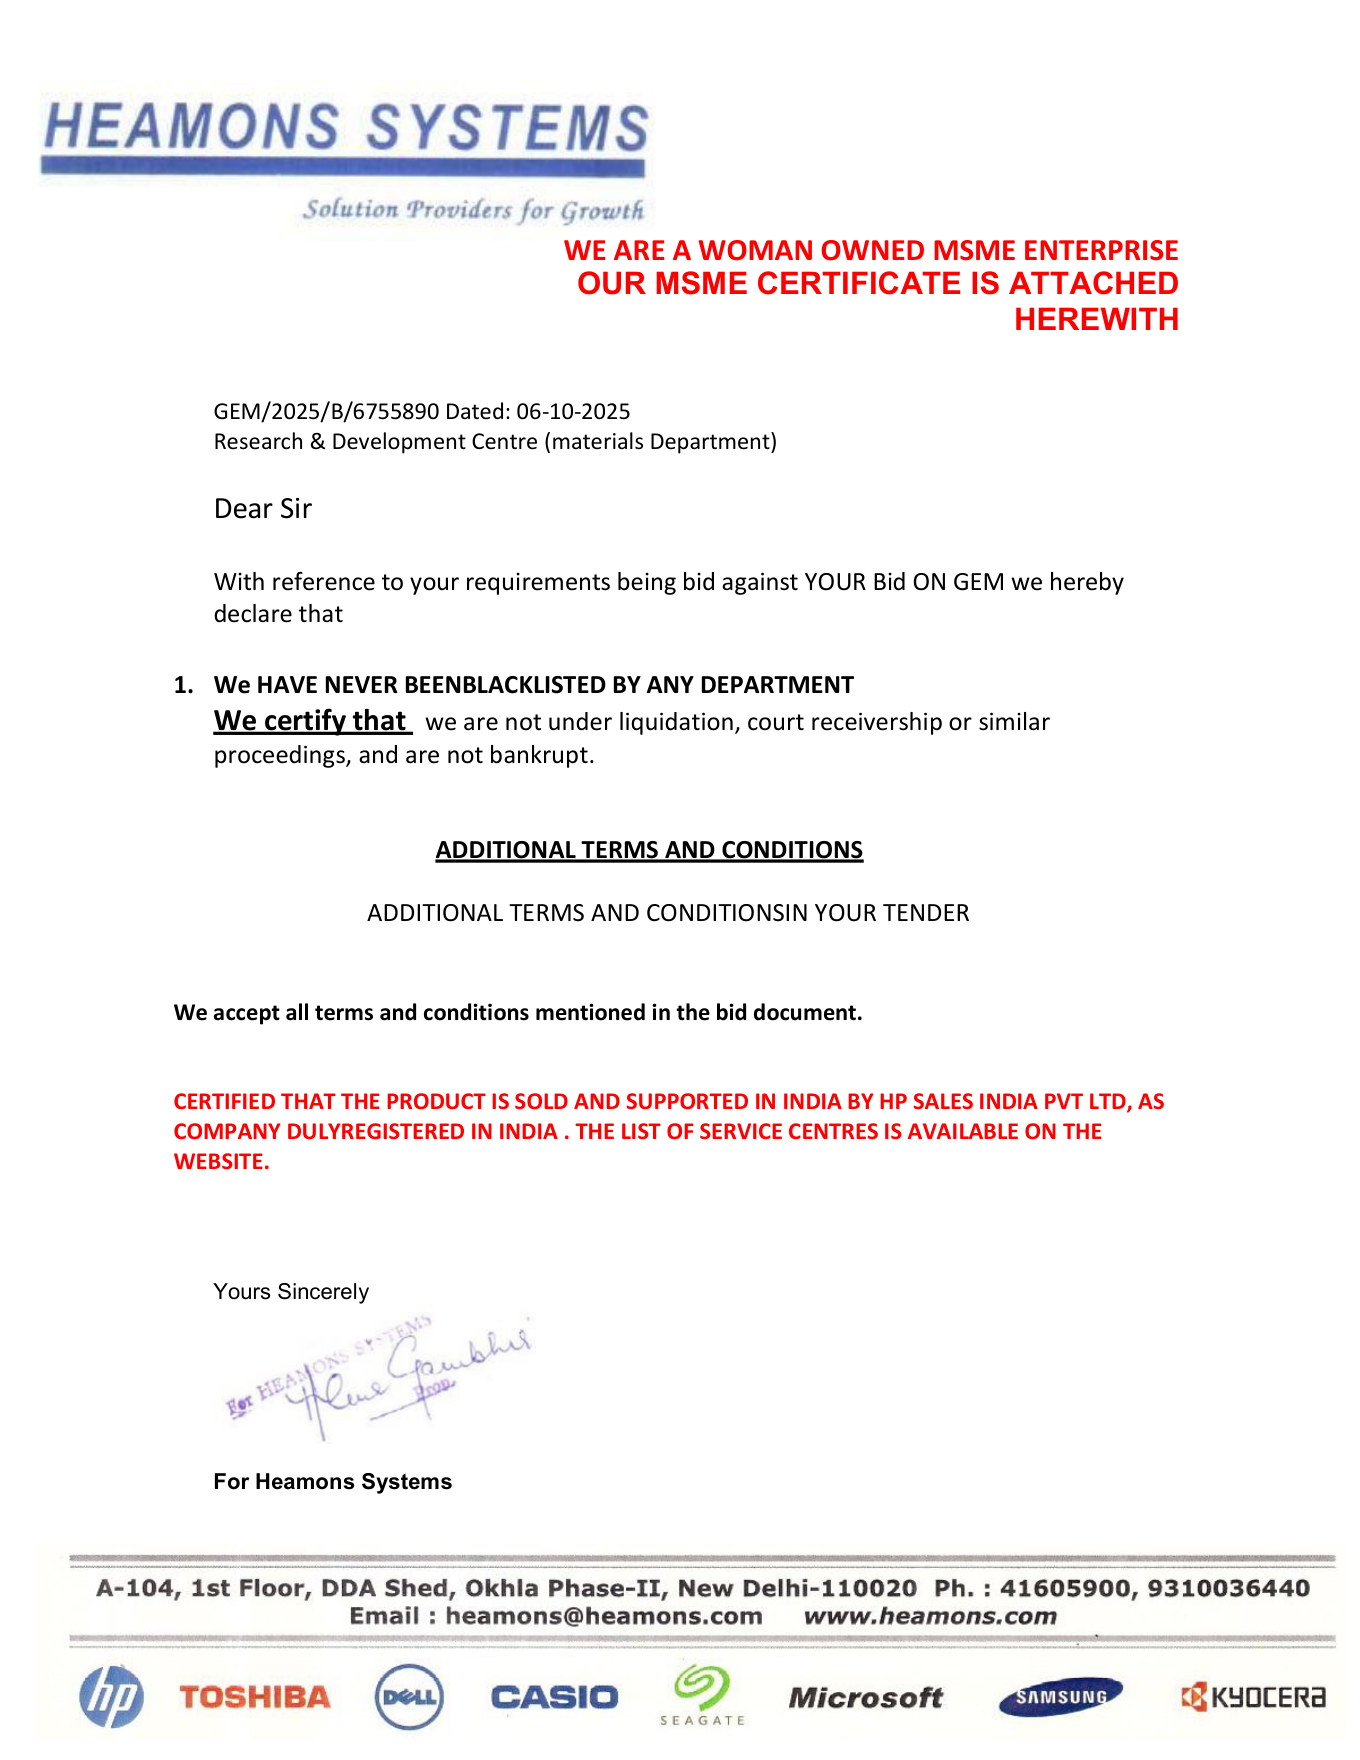 HEAMONS SYSTEMS
Solution Providers for Growth
WE ARE A WOMAN OWNED MSME ENTERPRISE
OUR MSME CERTIFICATE IS ATTACHED
HEREWITH
GEM/2025/B/6755890 Dated: 06-10-2025
Research & Development Centre (materials Department)
Dear Sir
With reference to your requirements being bid against YOUR Bid ON GEM we hereby
declare that
1. We HAVE NEVER BEENBLACKLISTED BY ANY DEPARTMENT
We certify that we are not under liquidation, court receivership or similar
proceedings, and are not bankrupt.
ADDITIONAL TERMS AND CONDITIONS
ADDITIONAL TERMS AND CONDITIONSIN YOUR TENDER
We accept all terms and conditions mentioned in the bid document.
CERTIFIED THAT THE PRODUCT IS SOLD AND SUPPORTED IN INDIA BY HP SALES INDIA PVT LTD, AS
COMPANY DULYREGISTERED IN INDIA . THE LIST OF SERVICE CENTRES IS AVAILABLE ON THE
WEBSITE.
Yours Sincerely
For HEAMONS SYSTEMS
Gambhir
Prop.
For Heamons Systems
A-104, 1st Floor, DDA Shed, Okhla Phase-II, New Delhi-110020 Ph. : 41605900, 9310036440
Email : heamons@heamons.com www.heamons.com
hp TOSHIBA DELL CASIO SEAGATE Microsoft SAMSUNG KYOCERA